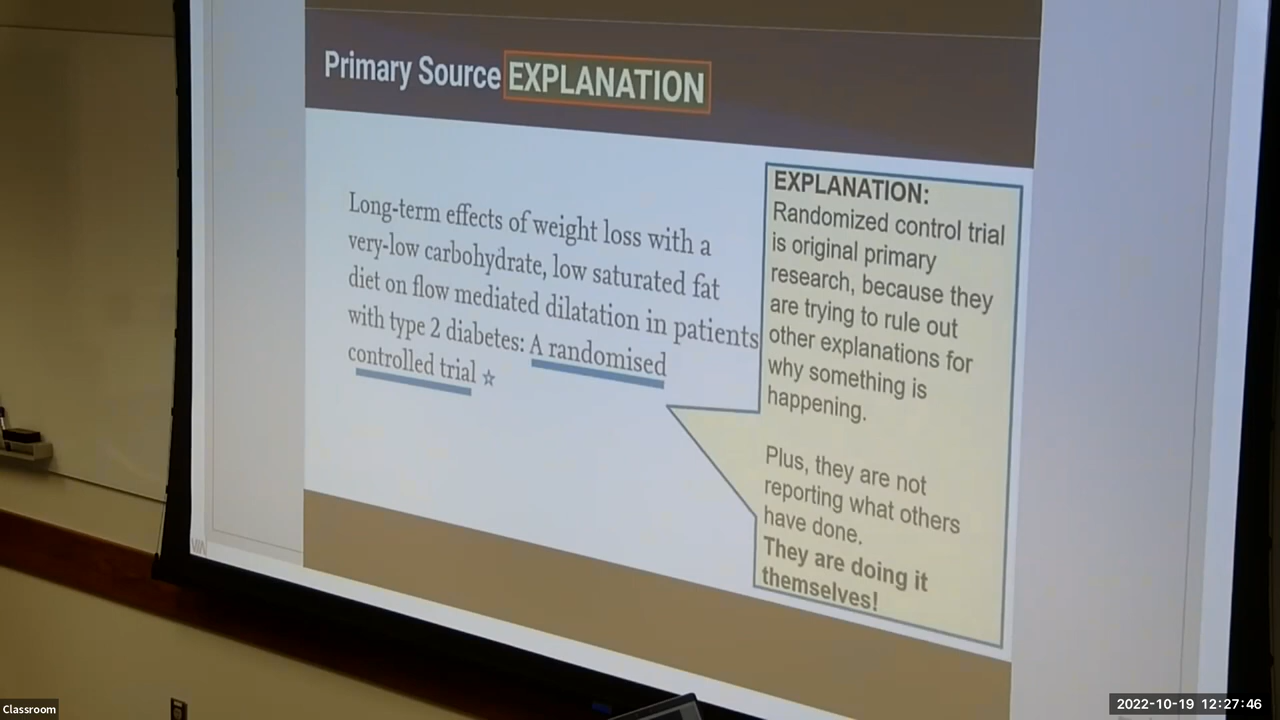 Primary Source EXPLANATION
Long-term effects of weight loss with a
very-low carbohydrate, low saturated fat
diet on flow mediated dilatation in patients
with type 2 diabetes: A randomised
controlled trial ☆
EXPLANATION:
Randomized control trial
is original primary
research, because they
are trying to rule out
other explanations for
why something is
happening.
Plus, they are not
reporting what others
have done.
They are doing it
themselves!
Classroom
2022-10-19 12:27:46